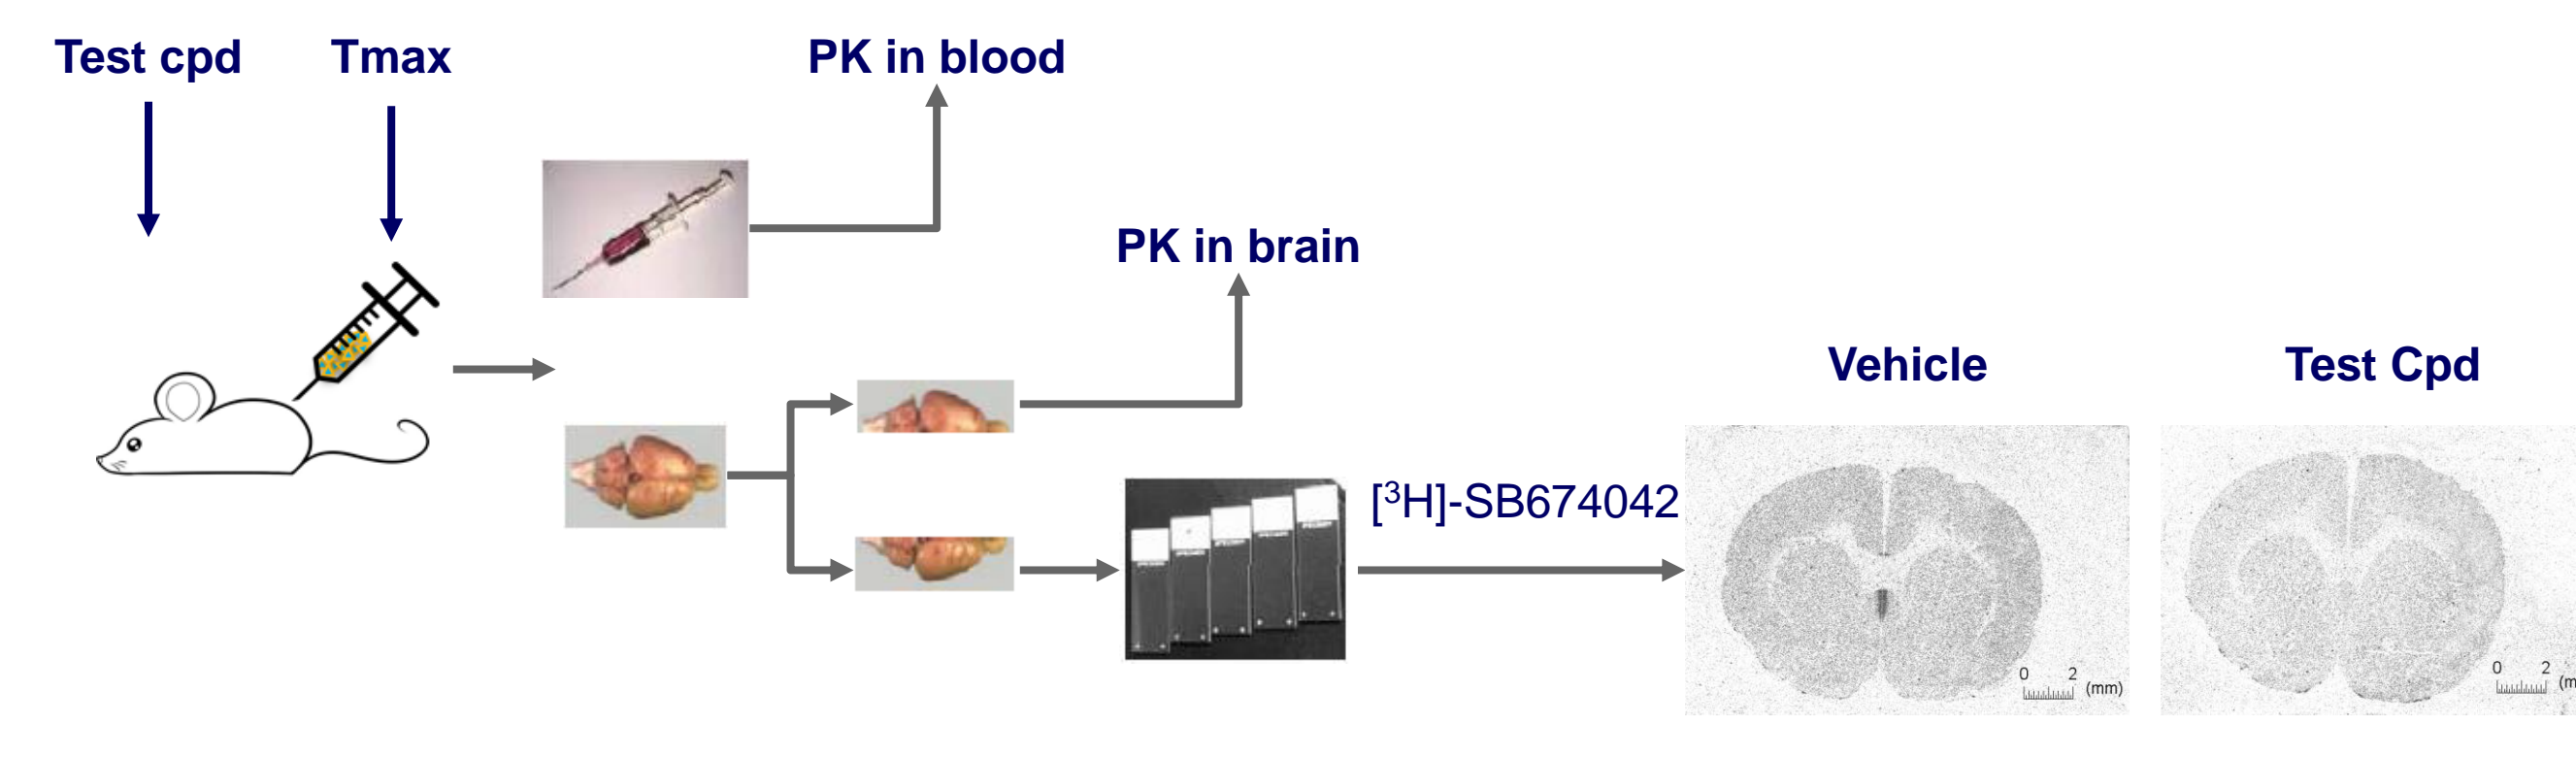 Test cpd
Tmax
PK in blood
PK in brain
[³H]-SB674042
Vehicle
Test Cpd
0 2
(mm)
0 2
(m